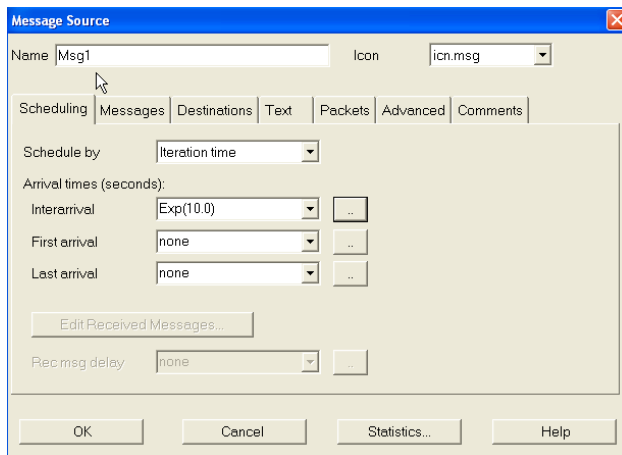 Message Source
Name Msg1 Icon icn.msg
Scheduling Messages Destinations Text Packets Advanced Comments
Schedule by Iteration time
Arrival times (seconds):
Interarrival Exp(10.0) ..
First arrival none ..
Last arrival none ..
Edit Received Messages...
Rec msg delay none ..
OK Cancel Statistics... Help